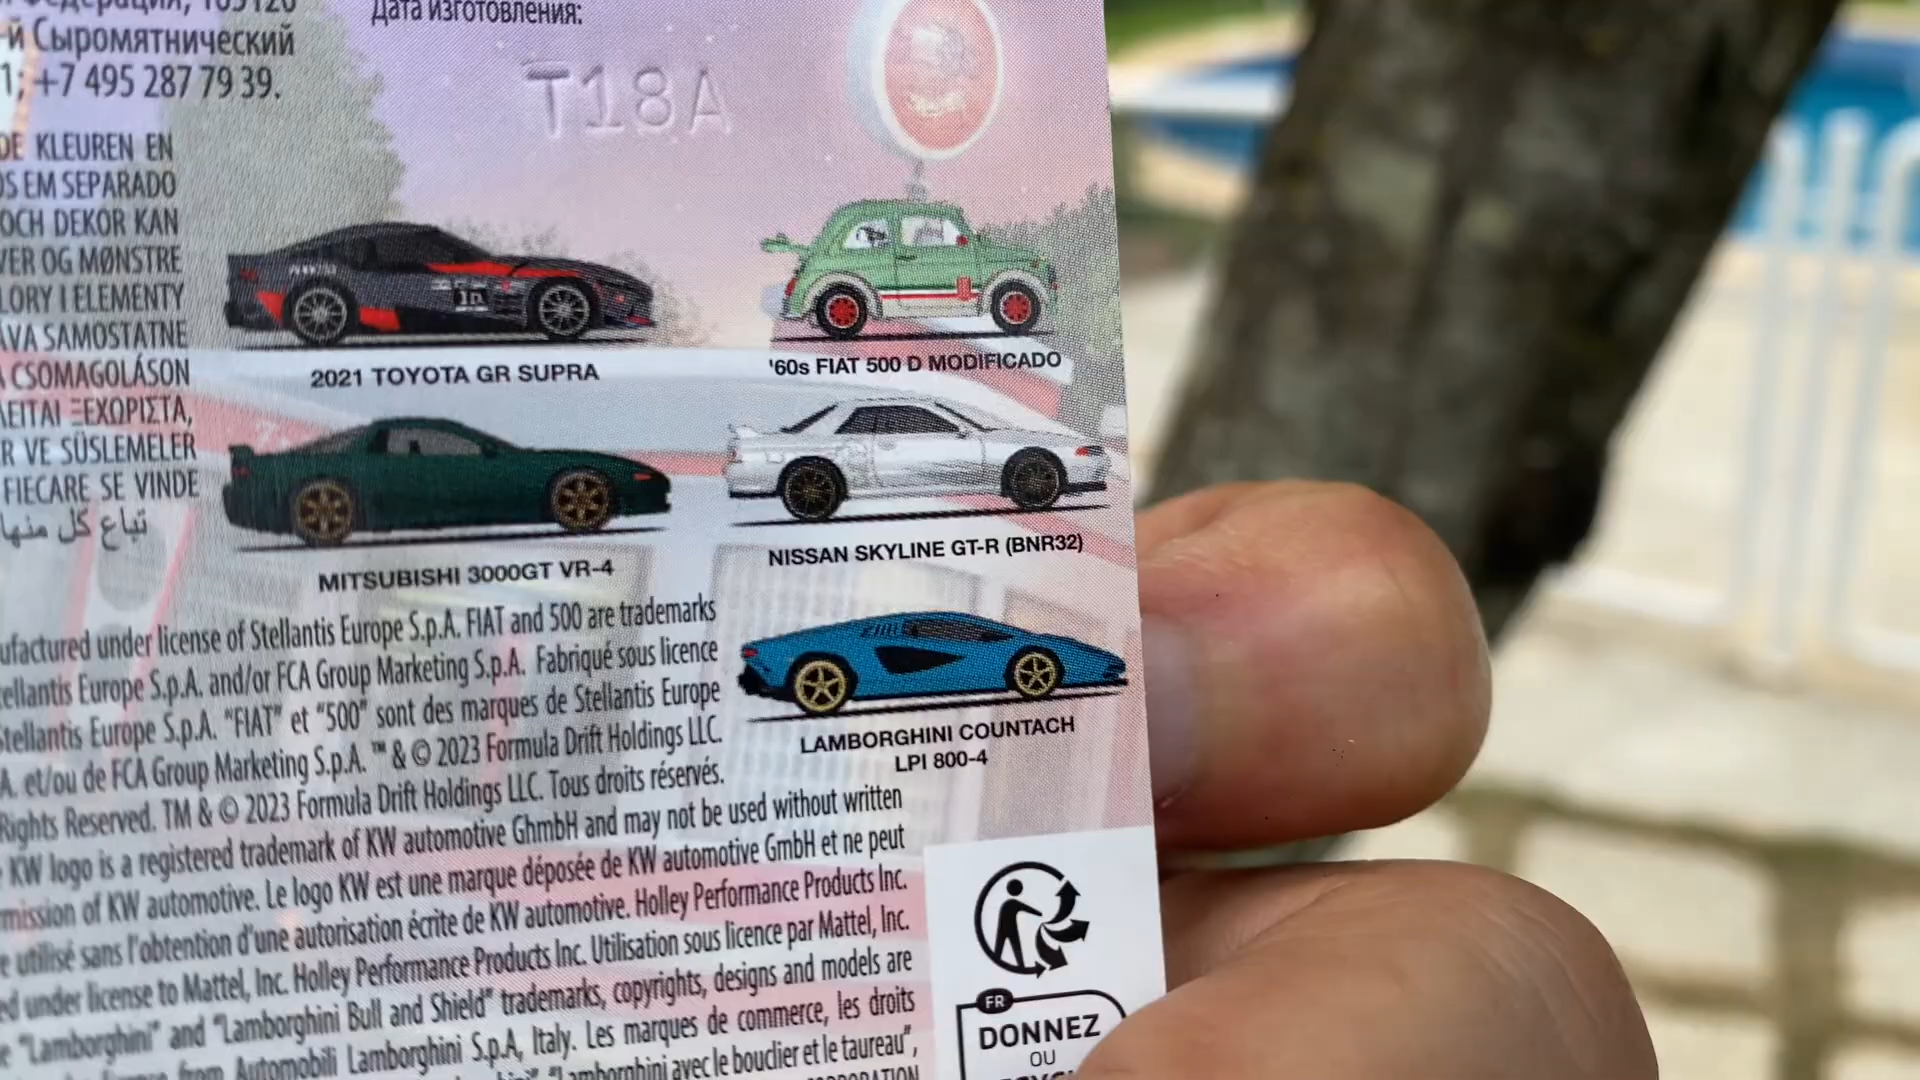 Дата изготовления:
-й Сыромятнический
1; +7 495 287 79 39.
T18A
DE KLEUREN EN
OS EM SEPARADO
OCH DEKOR KAN
VER OG MØNSTRE
LORY I ELEMENTY
ÁVA SAMOSTATNE
A CSOMAGOLÁSON
ΛΕΙΤΑΙ ΞΕΧΩΡΙΣΤΑ,
R VE SÜSLEMELER
FIECARE SE VINDE
تباع كل منها
10
2021 TOYOTA GR SUPRA
'60s FIAT 500 D MODIFICADO
MITSUBISHI 3000GT VR-4
NISSAN SKYLINE GT-R (BNR32)
LAMBORGHINI COUNTACH
LPI 800-4
ufactured under license of Stellantis Europe S.p.A. FIAT and 500 are trademarks
tellantis Europe S.p.A. and/or FCA Group Marketing S.p.A. Fabriqué sous licence
Stellantis Europe S.p.A. "FIAT" et "500" sont des marques de Stellantis Europe
.A. et/ou de FCA Group Marketing S.p.A. ™ & © 2023 Formula Drift Holdings LLC.
Rights Reserved. TM & © 2023 Formula Drift Holdings LLC. Tous droits réservés.
KW logo is a registered trademark of KW automotive GhmbH and may not be used without written
mission of KW automotive. Le logo KW est une marque déposée de KW automotive GmbH et ne peut
e utilisé sans l'obtention d'une autorisation écrite de KW automotive. Holley Performance Products Inc.
ed under license to Mattel, Inc. Holley Performance Products Inc. Utilisation sous licence par Mattel, Inc.
e "Lamborghini" and "Lamborghini Bull and Shield" trademarks, copyrights, designs and models are
from Automobili Lamborghini S.p.A, Italy. Les marques de commerce, les droits
"Lamborghini avec le bouclier et le taureau",
FR
DONNEZ
OU